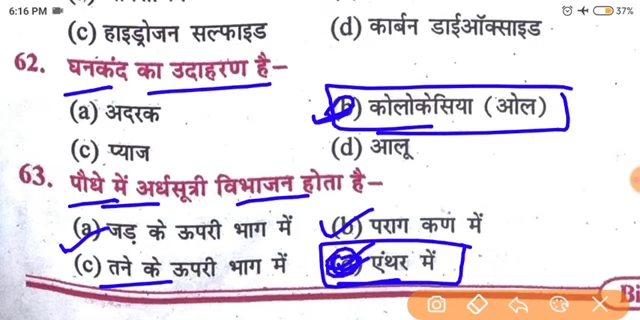 6:16 PM
37%
(c) हाइड्रोजन सल्फाइड (d) कार्बन डाईऑक्साइड
62. घनकंद का उदाहरण है–
(a) अदरक (b) कोलोकेसिया (ओल)
(c) प्याज (d) आलू
63. पौधे में अर्धसूत्री विभाजन होता है–
(a) जड़ के ऊपरी भाग में (b) पराग कण में
(c) तने के ऊपरी भाग में (d) एंथर में
Bi